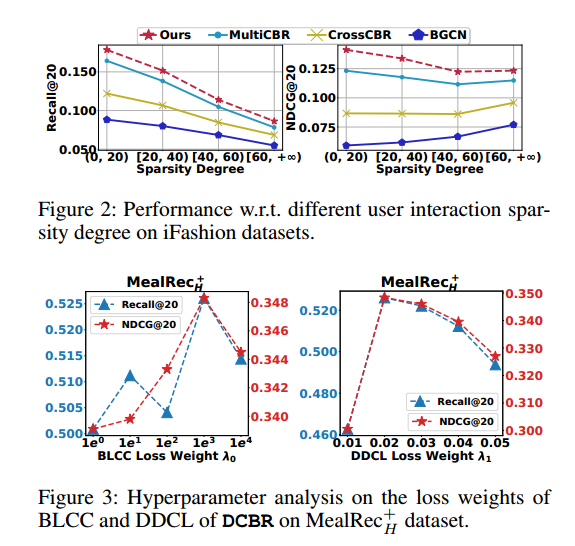 Ours MultiCBR CrossCBR BGCN
Recall@20
0.150
0.100
0.050
(0, 20) [20, 40) [40, 60) [60, +∞)
Sparsity Degree
NDCG@20
0.125
0.100
0.075
(0, 20) [20, 40) [40, 60) [60, +∞)
Sparsity Degree
Figure 2: Performance w.r.t. different user interaction spar-
sity degree on iFashion datasets.
MealRec⁺_H
Recall@20
NDCG@20
0.525
0.520
0.515
0.510
0.505
0.500
0.348
0.346
0.344
0.342
0.340
1e⁰ 1e¹ 1e² 1e³ 1e⁴
BLCC Loss Weight λ₀
MealRec⁺_H
Recall@20
NDCG@20
0.520
0.500
0.480
0.460
0.350
0.340
0.330
0.320
0.310
0.300
0.01 0.02 0.03 0.04 0.05
DDCL Loss Weight λ₁
Figure 3: Hyperparameter analysis on the loss weights of
BLCC and DDCL of DCBR on MealRec⁺_H dataset.